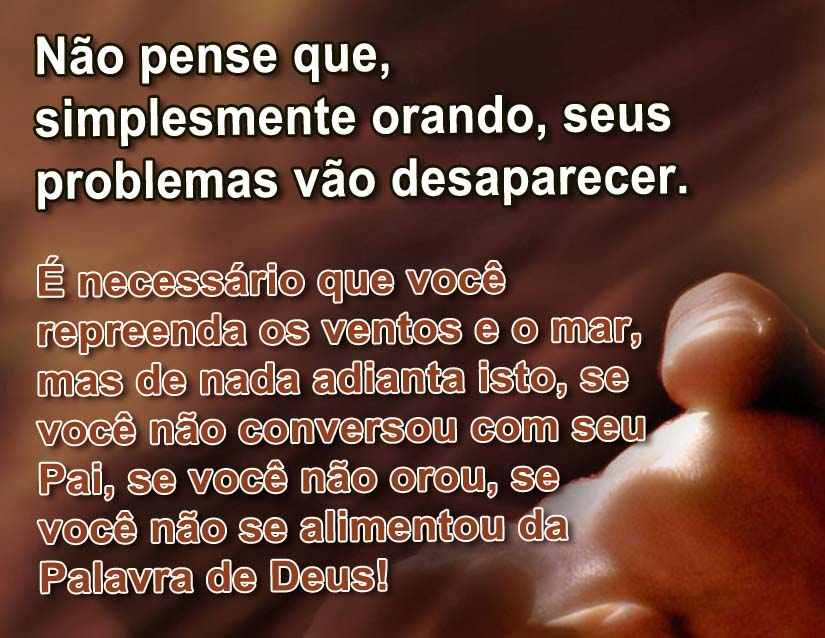 Não pense que,
simplesmente orando, seus
problemas vão desaparecer.
É necessário que você
repreenda os ventos e o mar,
mas de nada adianta isto, se
você não conversou com seu
Pai, se você não orou, se
você não se alimentou da
Palavra de Deus!